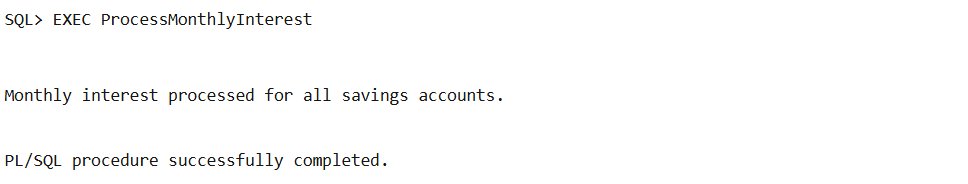 SQL> EXEC ProcessMonthlyInterest
Monthly interest processed for all savings accounts.
PL/SQL procedure successfully completed.